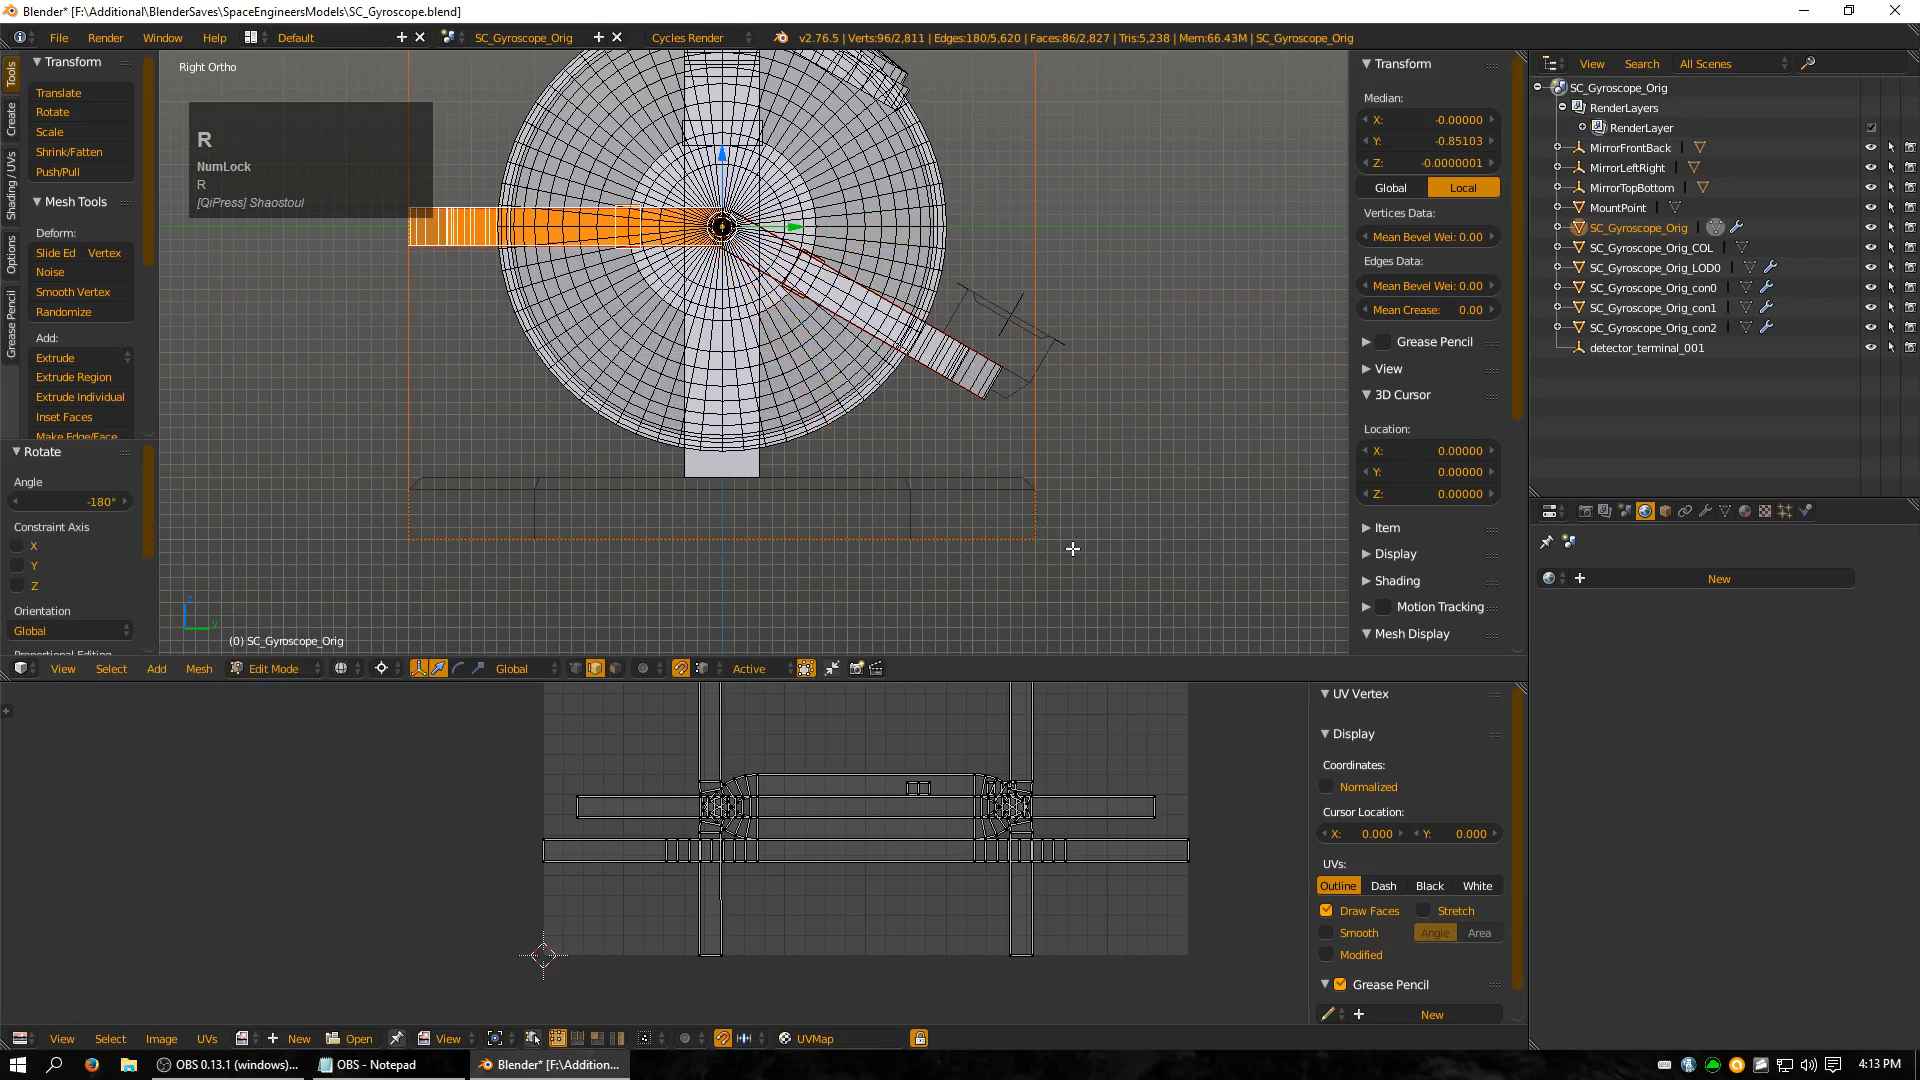 Blender* [F:\Additional\BlenderSaves\SpaceEngineersModels\SC_Gyroscope.blend]
File Render Window Help Default SC_Gyroscope_Orig Cycles Render v2.76.5 | Verts:96/2,811 | Edges:180/5,620 | Faces:86/2,827 | Tris:5,238 | Mem:66.43M | SC_Gyroscope_Orig
Tools
Create
Shading / UVs
Options
Grease Pencil
Transform
Translate
Rotate
Scale
Shrink/Fatten
Push/Pull
Mesh Tools
Deform:
Slide Ed Vertex
Noise
Smooth Vertex
Randomize
Add:
Extrude
Extrude Region
Extrude Individual
Inset Faces
Make Edge/Face
Rotate
Angle
-180°
Constraint Axis
X
Y
Z
Orientation
Global
Right Ortho
R
NumLock
R
[QiPress] Shaostoul
z
y
(0) SC_Gyroscope_Orig
View Select Add Mesh Edit Mode Global Active
Transform
Median:
X: -0.00000
Y: -0.85103
Z: -0.0000001
Global Local
Vertices Data:
Mean Bevel Wei: 0.00
Edges Data:
Mean Bevel Wei: 0.00
Mean Crease: 0.00
Grease Pencil
View
3D Cursor
Location:
X: 0.00000
Y: 0.00000
Z: 0.00000
Item
Display
Shading
Motion Tracking
Mesh Display
View Search All Scenes
SC_Gyroscope_Orig
RenderLayers
RenderLayer
MirrorFrontBack
MirrorLeftRight
MirrorTopBottom
MountPoint
SC_Gyroscope_Orig
SC_Gyroscope_Orig_COL
SC_Gyroscope_Orig_LOD0
SC_Gyroscope_Orig_con0
SC_Gyroscope_Orig_con1
SC_Gyroscope_Orig_con2
detector_terminal_001
New
UV Vertex
Display
Coordinates:
Normalized
Cursor Location:
X: 0.000 Y: 0.000
UVs:
Outline Dash Black White
Draw Faces Stretch
Smooth Angle Area
Modified
Grease Pencil
New
View Select Image UVs New Open View UVMap
OBS 0.13.1 (windows)... OBS - Notepad Blender* [F:\Addition... 4:13 PM